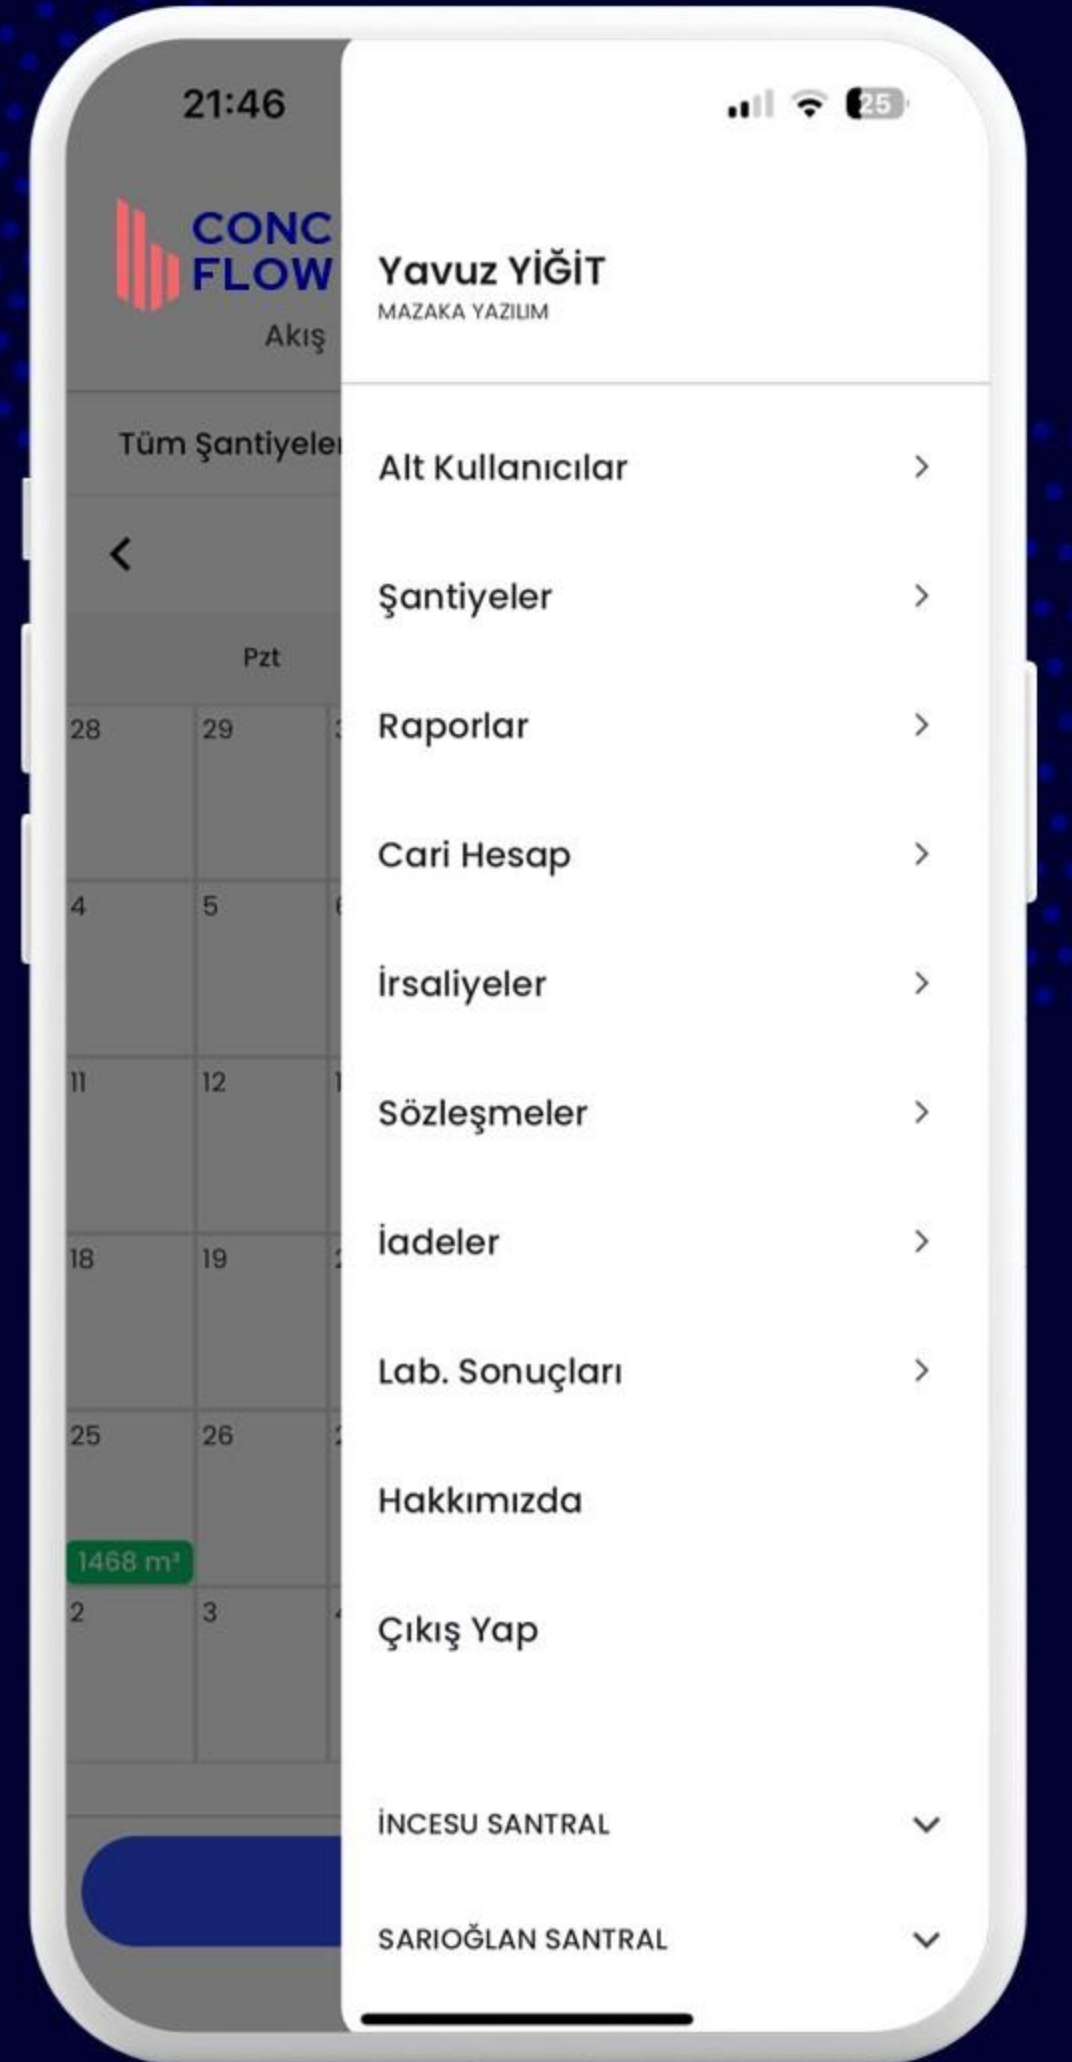 21:46
25
CONC
FLOW
Akış
Tüm Şantiyeler
Pzt
28 29
4 5
11 12
18 19
25 26
1468 m³
2 3
Yavuz YİĞİT
MAZAKA YAZILIM
Alt Kullanıcılar
Şantiyeler
Raporlar
Cari Hesap
İrsaliyeler
Sözleşmeler
İadeler
Lab. Sonuçları
Hakkımızda
Çıkış Yap
İNCESU SANTRAL
SARIOĞLAN SANTRAL